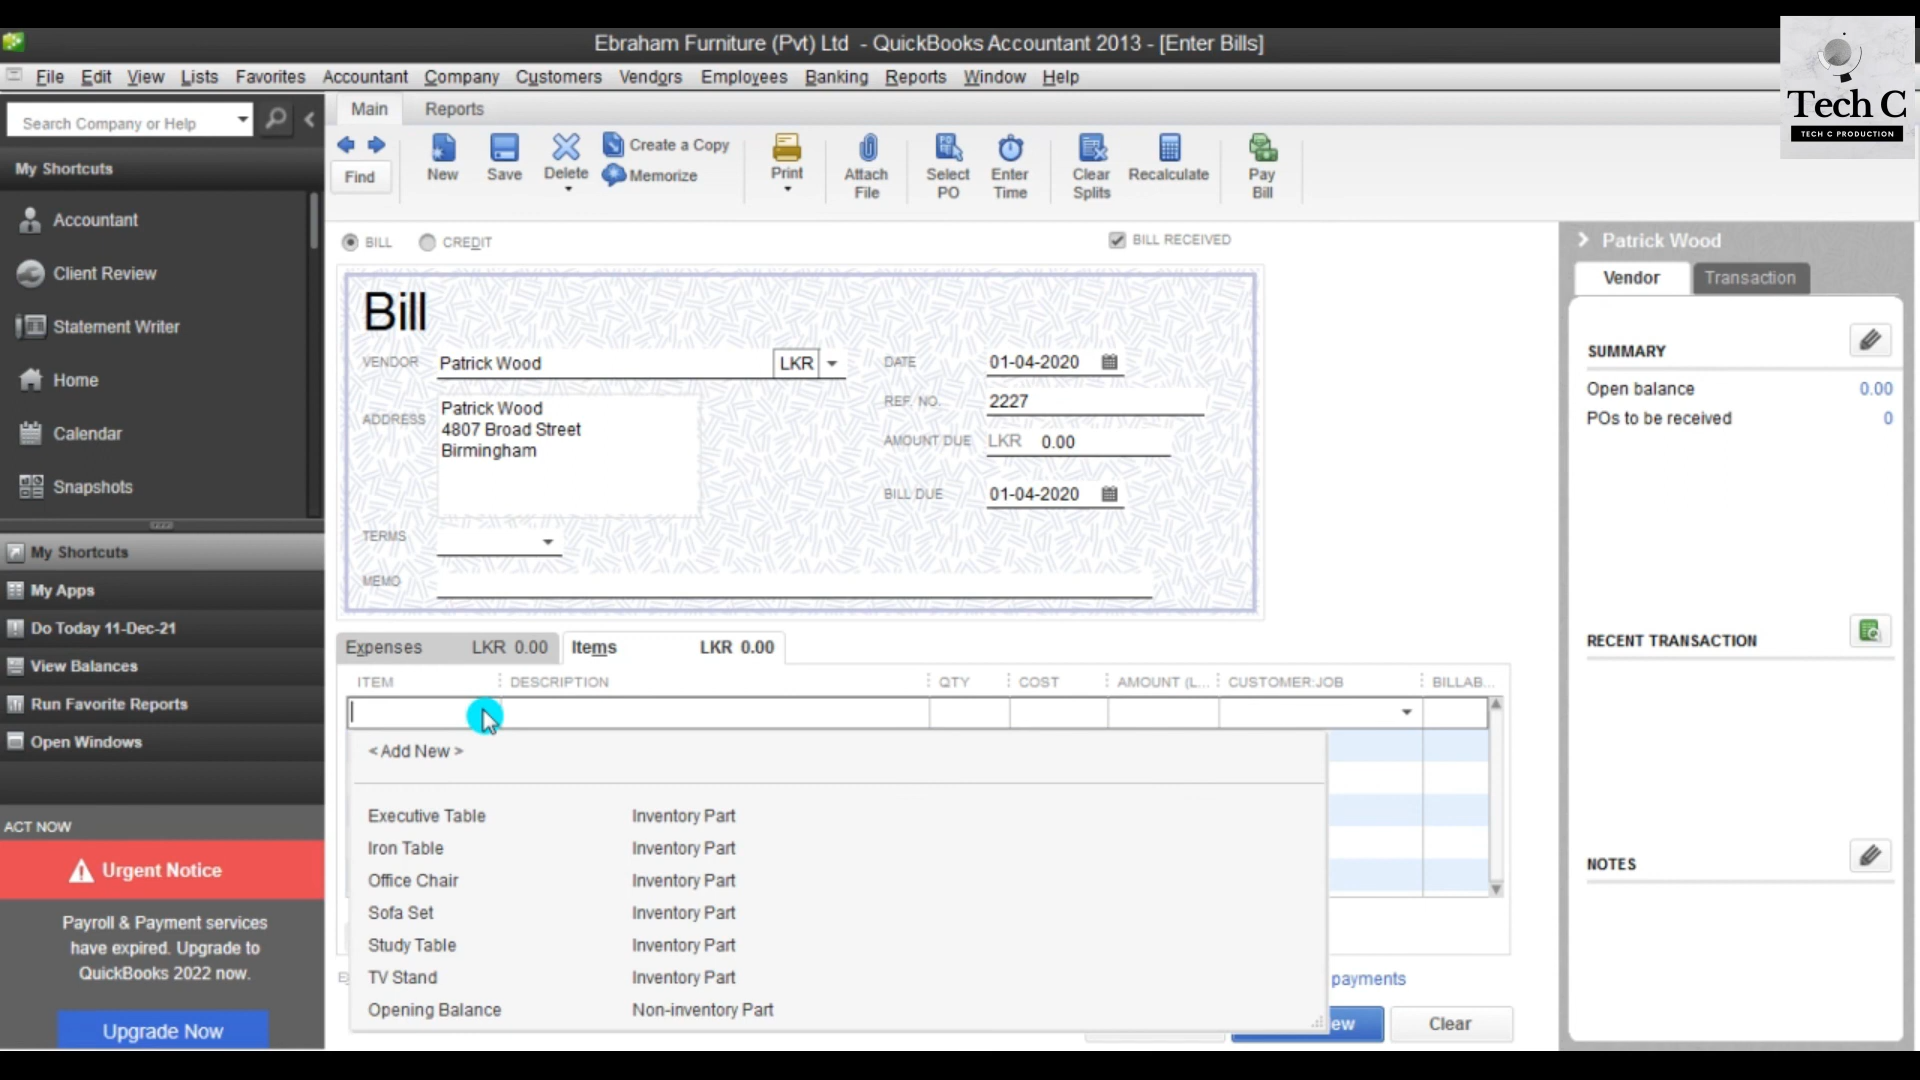 Ebraham Furniture (Pvt) Ltd - QuickBooks Accountant 2013 - [Enter Bills]
File Edit View Lists Favorites Accountant Company Customers Vendors Employees Banking Reports Window Help
Tech C
TECH C PRODUCTION
Search Company or Help
Main Reports
Find
New
Save
Delete
Create a Copy
Memorize
Print
Attach
File
Select
PO
Enter
Time
Clear
Splits
Recalculate
Pay
Bill
My Shortcuts
Accountant
Client Review
Statement Writer
Home
Calendar
Snapshots
My Shortcuts
My Apps
Do Today 11-Dec-21
View Balances
Run Favorite Reports
Open Windows
ACT NOW
Urgent Notice
Payroll & Payment services
have expired. Upgrade to
QuickBooks 2022 now.
Upgrade Now
BILL CREDIT BILL RECEIVED
Bill
VENDOR Patrick Wood LKR
DATE 01-04-2020
ADDRESS
Patrick Wood
4807 Broad Street
Birmingham
REF. NO. 2227
AMOUNT DUE LKR 0.00
BILL DUE 01-04-2020
TERMS
MEMO
Expenses LKR 0.00 Items LKR 0.00
ITEM DESCRIPTION QTY COST AMOUNT (L... CUSTOMER:JOB BILLAB...
< Add New >
Executive Table Inventory Part
Iron Table Inventory Part
Office Chair Inventory Part
Sofa Set Inventory Part
Study Table Inventory Part
TV Stand Inventory Part
Opening Balance Non-inventory Part
payments
ew
Clear
Patrick Wood
Vendor Transaction
SUMMARY
Open balance 0.00
POs to be received 0
RECENT TRANSACTION
NOTES